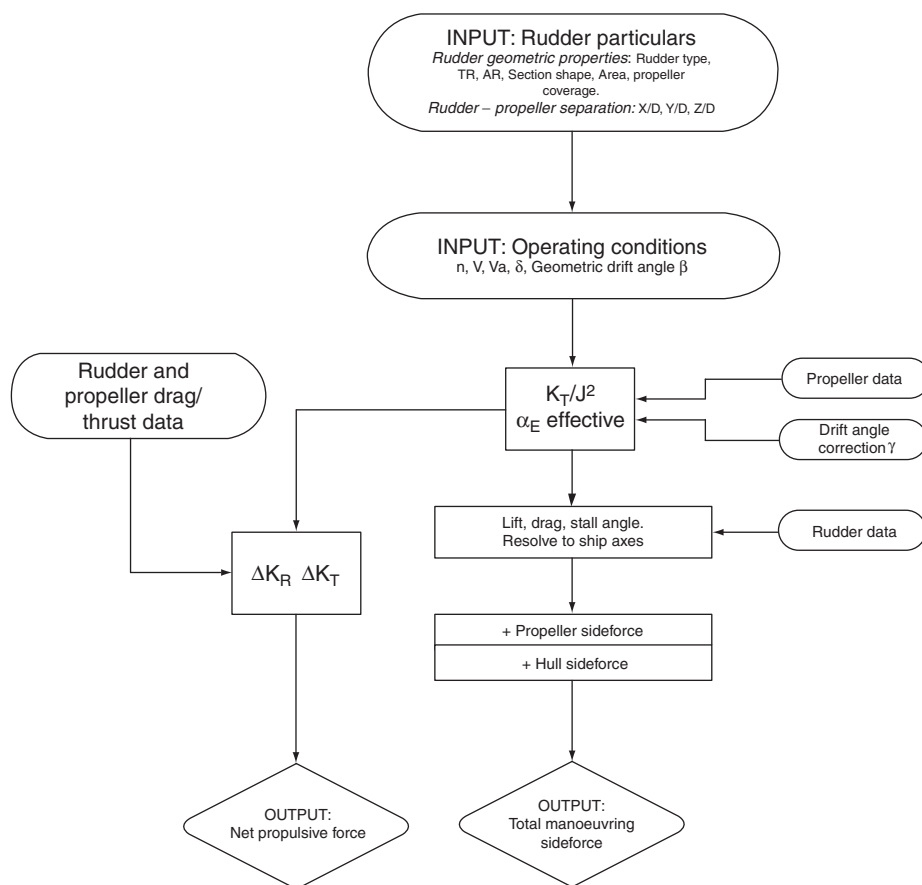 INPUT: Rudder particulars
Rudder geometric properties: Rudder type,
TR, AR, Section shape, Area, propeller
coverage.
Rudder – propeller separation: X/D, Y/D, Z/D
INPUT: Operating conditions
n, V, Va, δ, Geometric drift angle β
Rudder and
propeller drag/
thrust data
K_T/J²
α_E effective
Propeller data
Drift angle
correction γ
Lift, drag, stall angle.
Resolve to ship axes
Rudder data
ΔK_R ΔK_T
+ Propeller sideforce
+ Hull sideforce
OUTPUT:
Net propulsive force
OUTPUT:
Total manoeuvring
sideforce